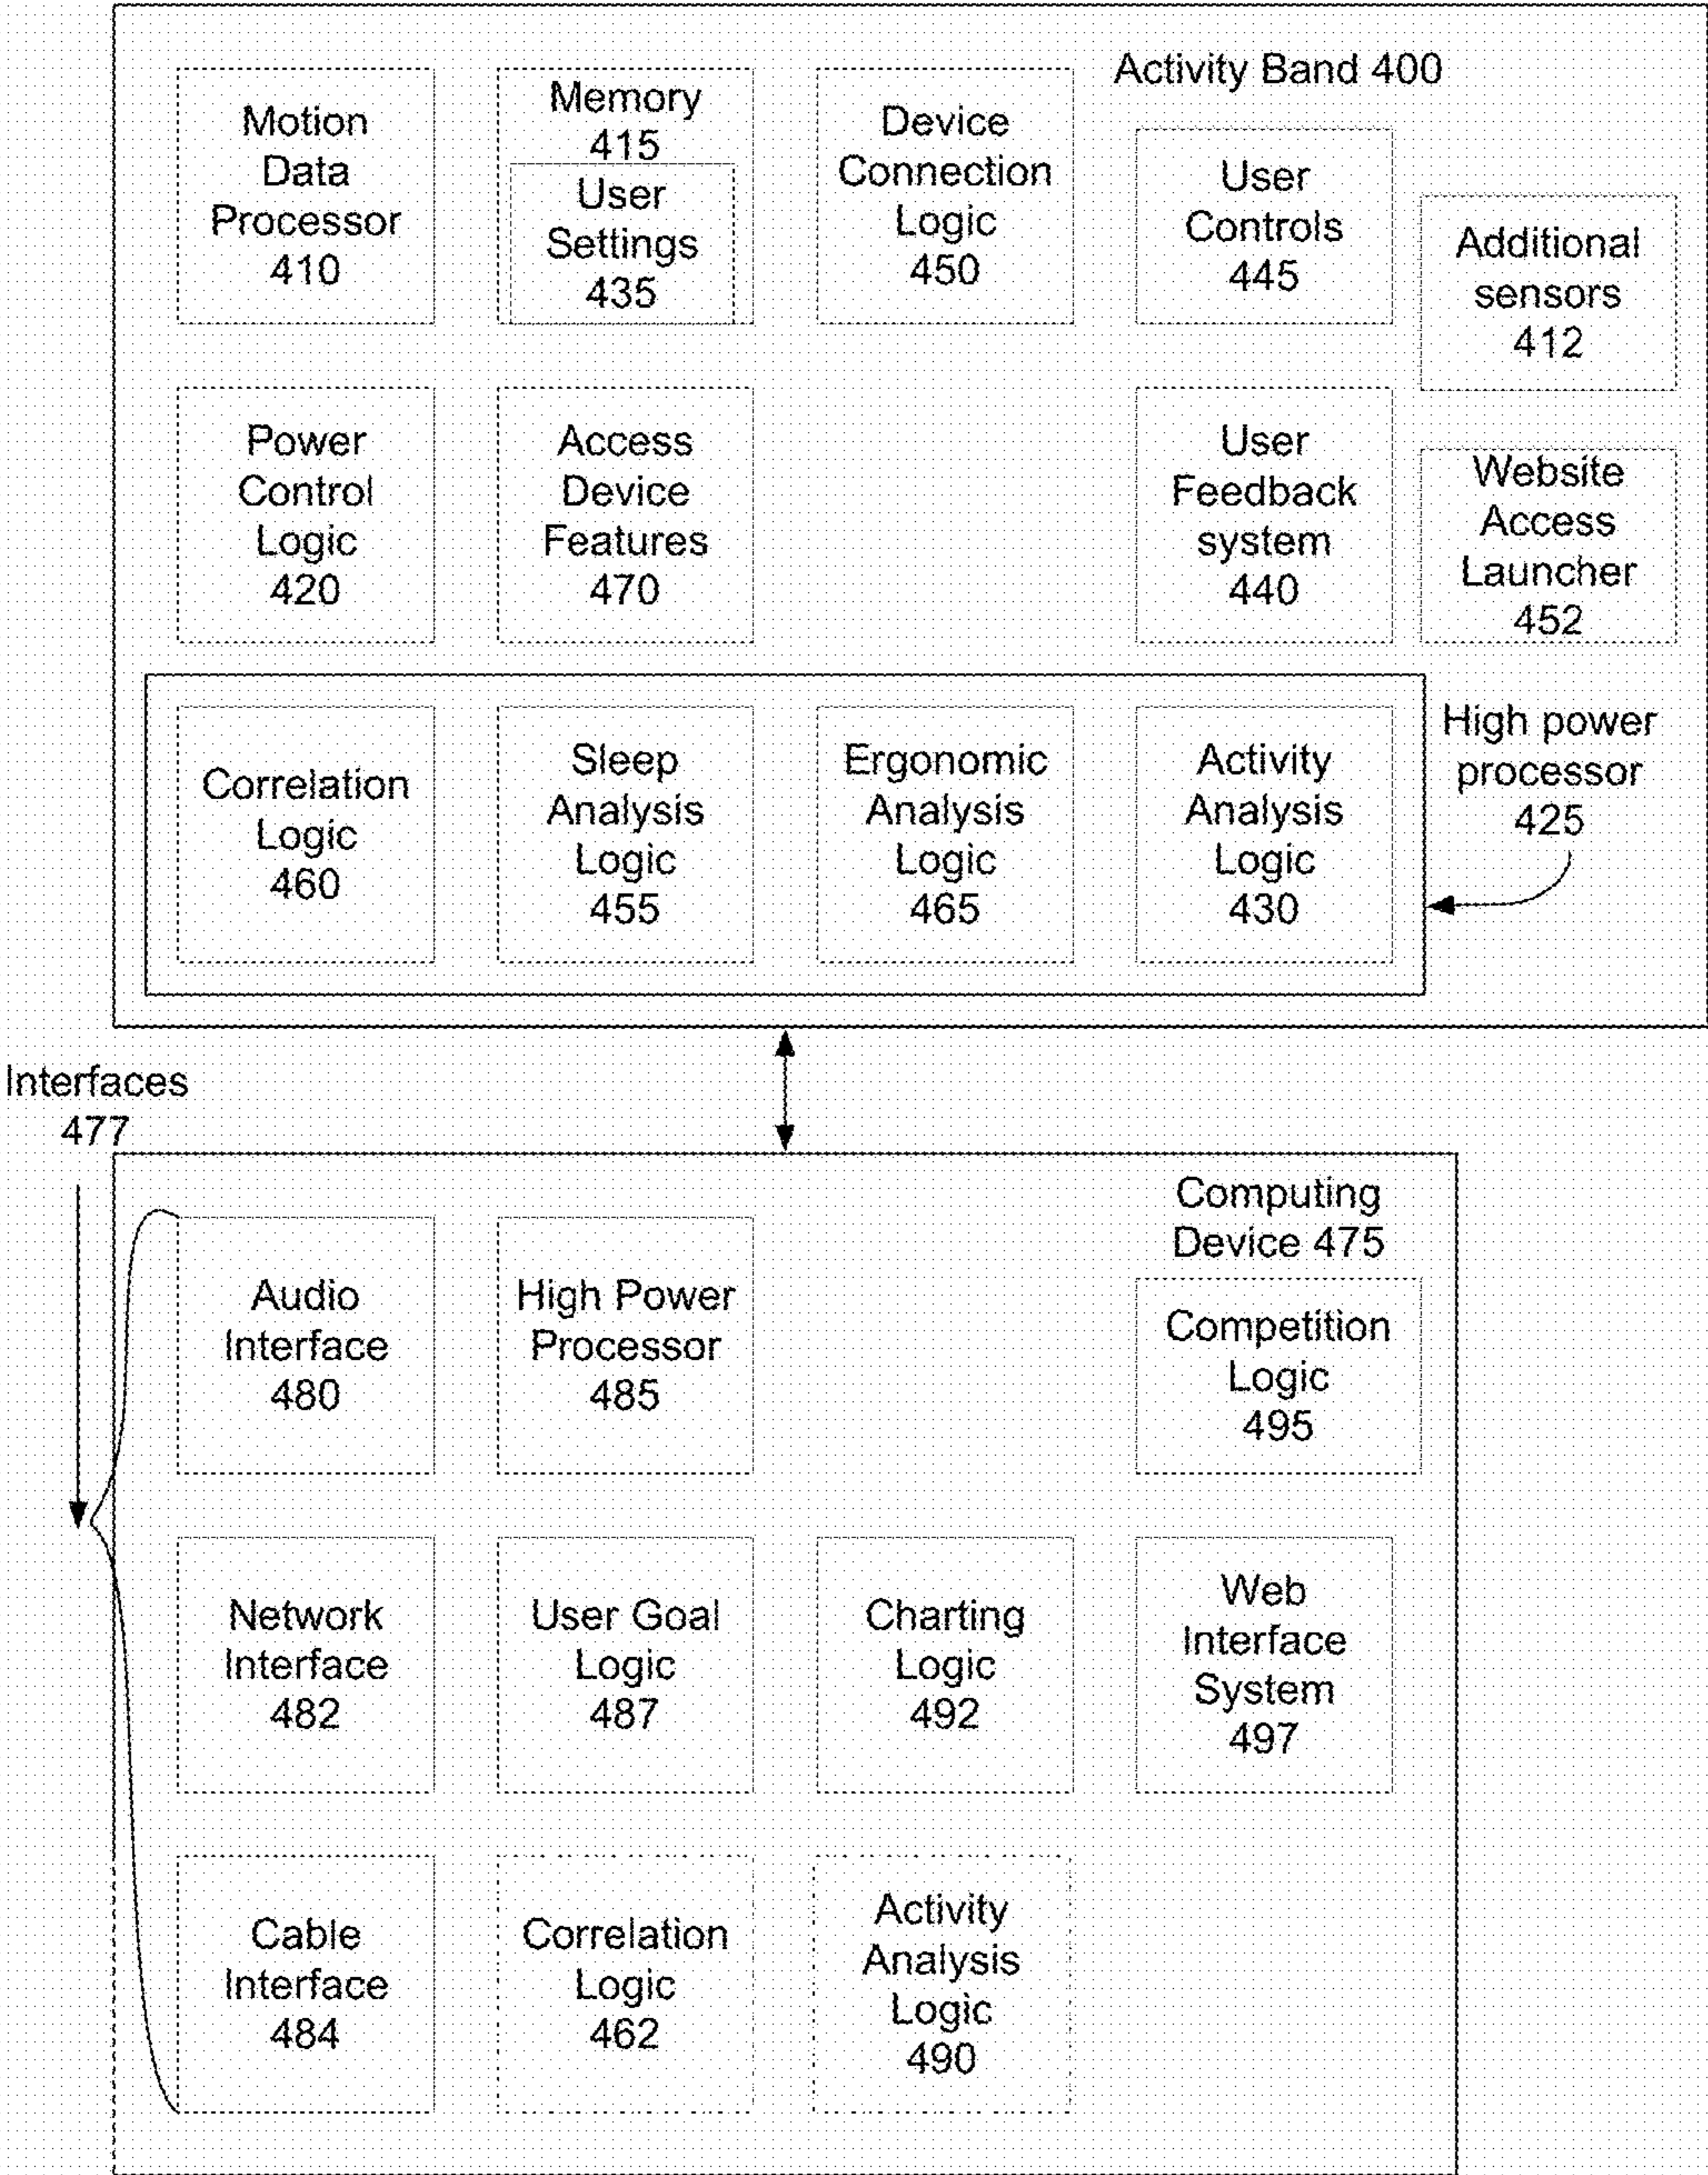 Activity Band 400
Motion
Data
Processor
410
Memory
415
User
Settings
435
Device
Connection
Logic
450
User
Controls
445
Additional
sensors
412
Power
Control
Logic
420
Access
Device
Features
470
User
Feedback
system
440
Website
Access
Launcher
452
Correlation
Logic
460
Sleep
Analysis
Logic
455
Ergonomic
Analysis
Logic
465
Activity
Analysis
Logic
430
High power
processor
425
Interfaces
477
Computing
Device 475
Audio
Interface
480
High Power
Processor
485
Competition
Logic
495
Network
Interface
482
User Goal
Logic
487
Charting
Logic
492
Web
Interface
System
497
Cable
Interface
484
Correlation
Logic
462
Activity
Analysis
Logic
490